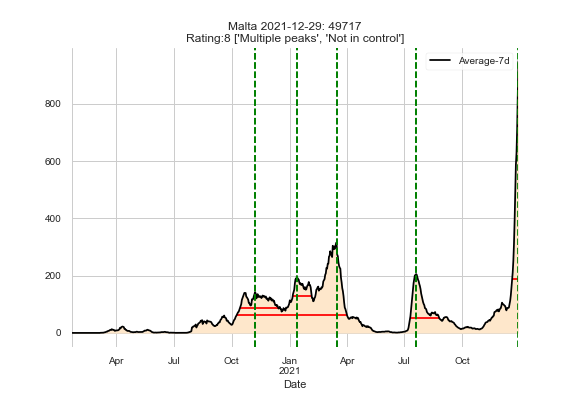 Malta 2021-12-29: 49717
Rating:8 ['Multiple peaks', 'Not in control']
Average-7d
800
600
400
200
0
Apr
Jul
Oct
Jan
2021
Apr
Jul
Oct
Date